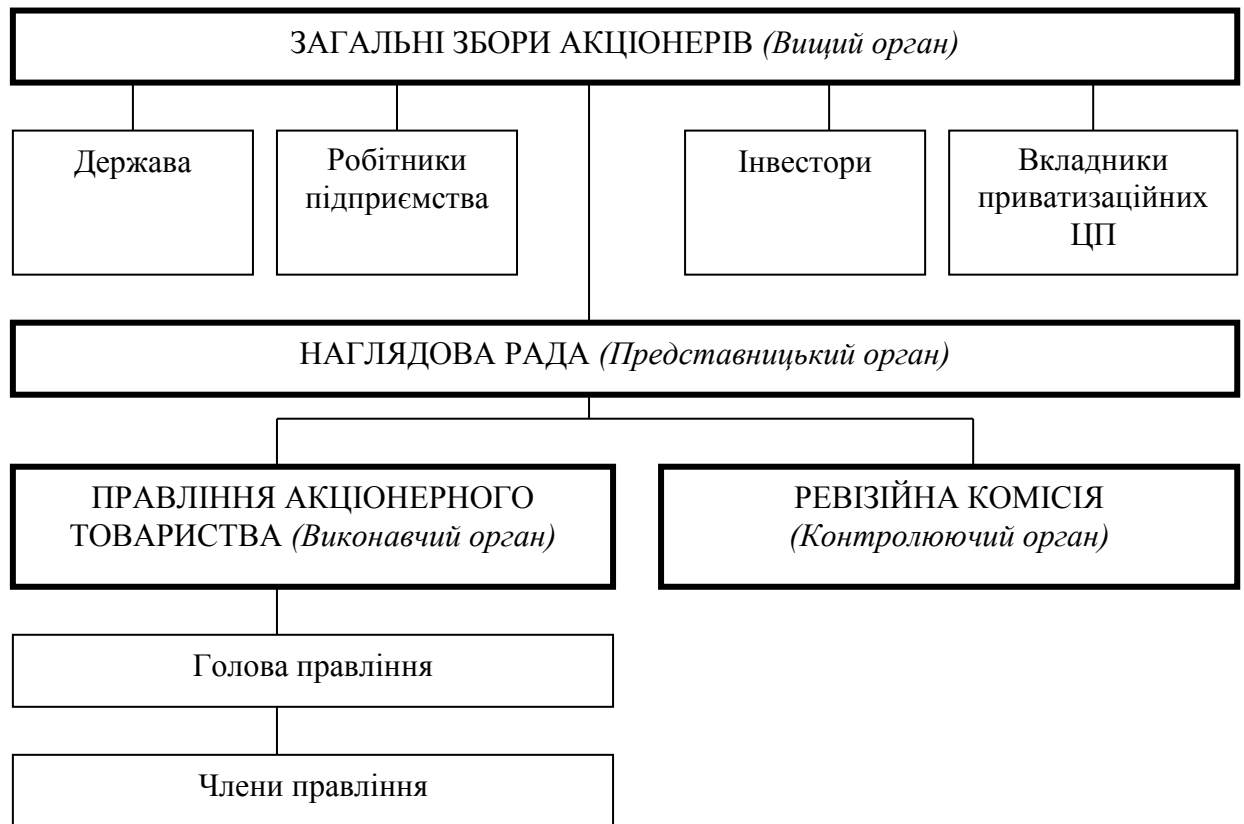 ЗАГАЛЬНІ ЗБОРИ АКЦІОНЕРІВ (Вищий орган)
Держава
Робітники
підприємства
Інвестори
Вкладники
приватизаційних
ЦП
НАГЛЯДОВА РАДА (Представницький орган)
ПРАВЛІННЯ АКЦІОНЕРНОГО
ТОВАРИСТВА (Виконавчий орган)
РЕВІЗІЙНА КОМІСІЯ
(Контролюючий орган)
Голова правління
Члени правління